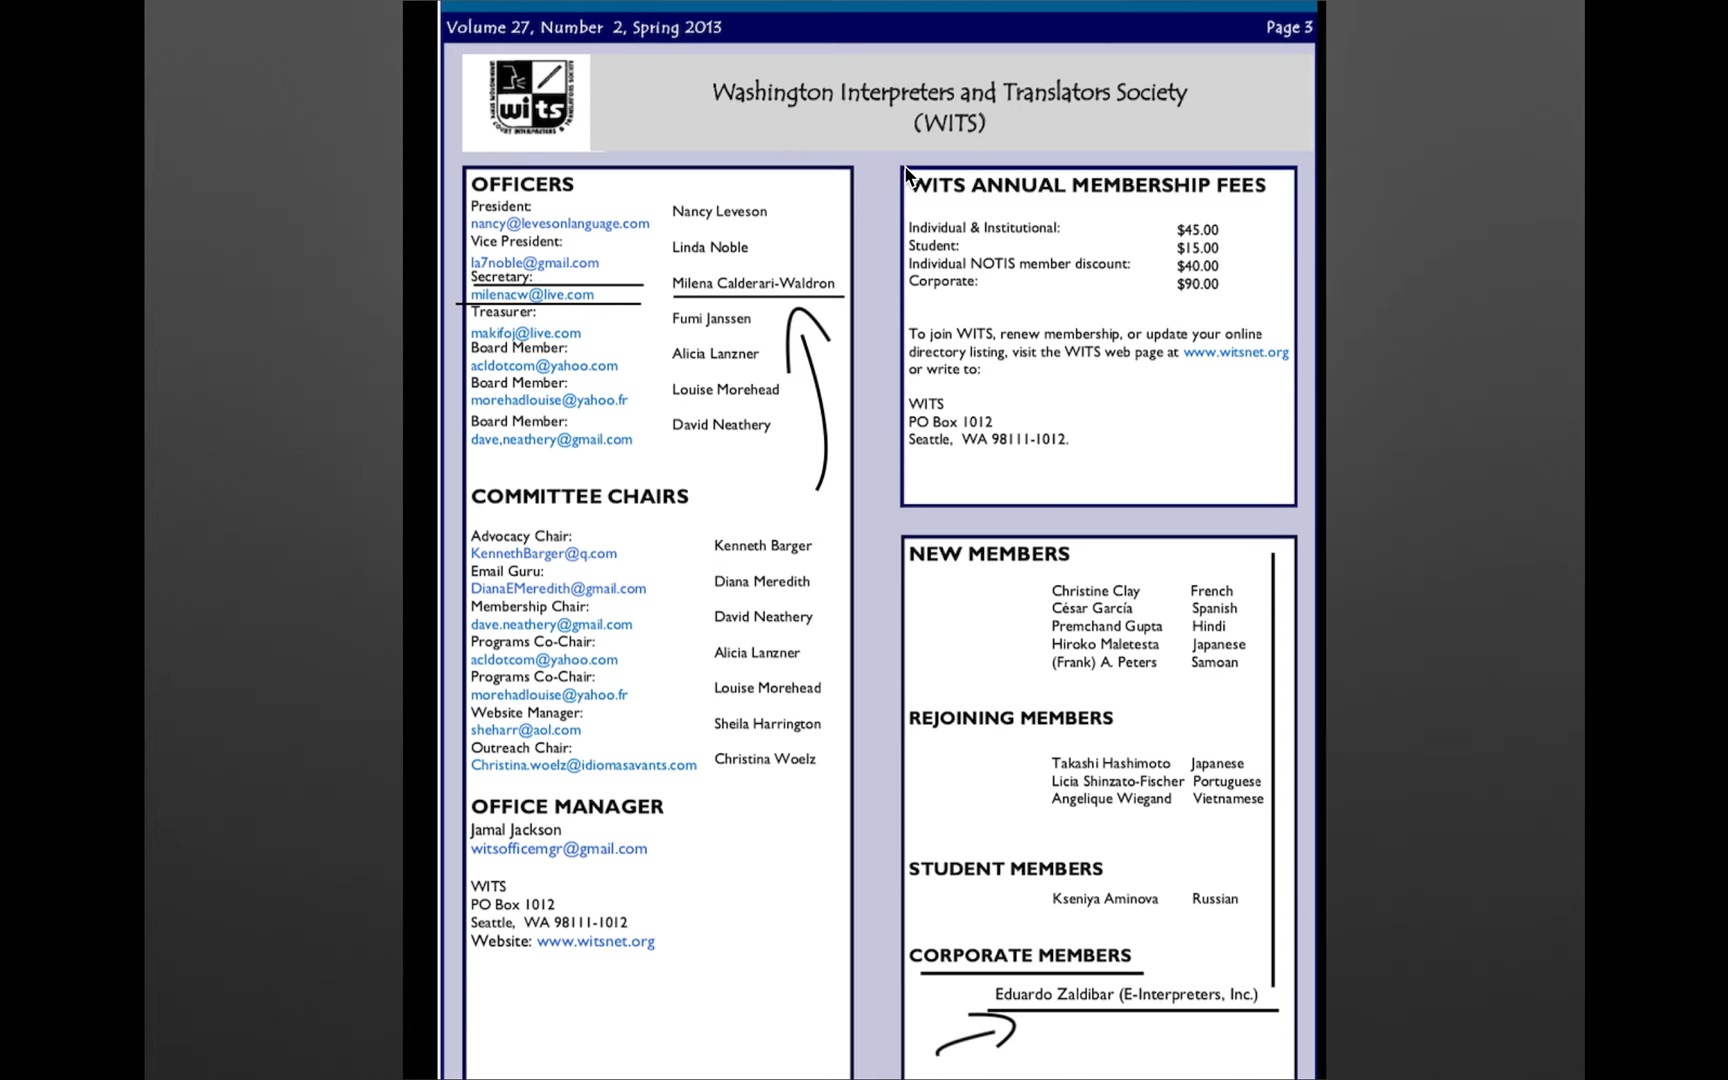 Volume 27, Number 2, Spring 2013
Page 3
wits
Washington Interpreters and Translators Society
(WITS)
OFFICERS
President:
Nancy Leveson
nancy@levesonlanguage.com
Vice President:
Linda Noble
la7noble@gmail.com
Secretary:
Milena Calderari-Waldron
milenacw@live.com
Treasurer:
Fumi Janssen
makifoj@live.com
Board Member:
Alicia Lanzner
acldotcom@yahoo.com
Board Member:
Louise Morehead
morehadlouise@yahoo.fr
Board Member:
David Neathery
dave,neathery@gmail.com
COMMITTEE CHAIRS
Advocacy Chair:
Kenneth Barger
KennethBarger@q.com
Email Guru:
Diana Meredith
DianaEMeredith@gmail.com
Membership Chair:
David Neathery
dave.neathery@gmail.com
Programs Co-Chair:
Alicia Lanzner
acldotcom@yahoo.com
Programs Co-Chair:
Louise Morehead
morehadlouise@yahoo.fr
Website Manager:
Sheila Harrington
sheharr@aol.com
Outreach Chair:
Christina Woelz
Christina.woelz@idiomasavants.com
OFFICE MANAGER
Jamal Jackson
witsofficemgr@gmail.com
WITS
PO Box 1012
Seattle, WA 98111-1012
Website: www.witsnet.org
WITS ANNUAL MEMBERSHIP FEES
Individual & Institutional: $45.00
Student: $15.00
Individual NOTIS member discount: $40.00
Corporate: $90.00
To join WITS, renew membership, or update your online
directory listing, visit the WITS web page at www.witsnet.org
or write to:
WITS
PO Box 1012
Seattle, WA 98111-1012.
NEW MEMBERS
Christine Clay French
César García Spanish
Premchand Gupta Hindi
Hiroko Maletesta Japanese
(Frank) A. Peters Samoan
REJOINING MEMBERS
Takashi Hashimoto Japanese
Licia Shinzato-Fischer Portuguese
Angelique Wiegand Vietnamese
STUDENT MEMBERS
Kseniya Aminova Russian
CORPORATE MEMBERS
Eduardo Zaldibar (E-Interpreters, Inc.)